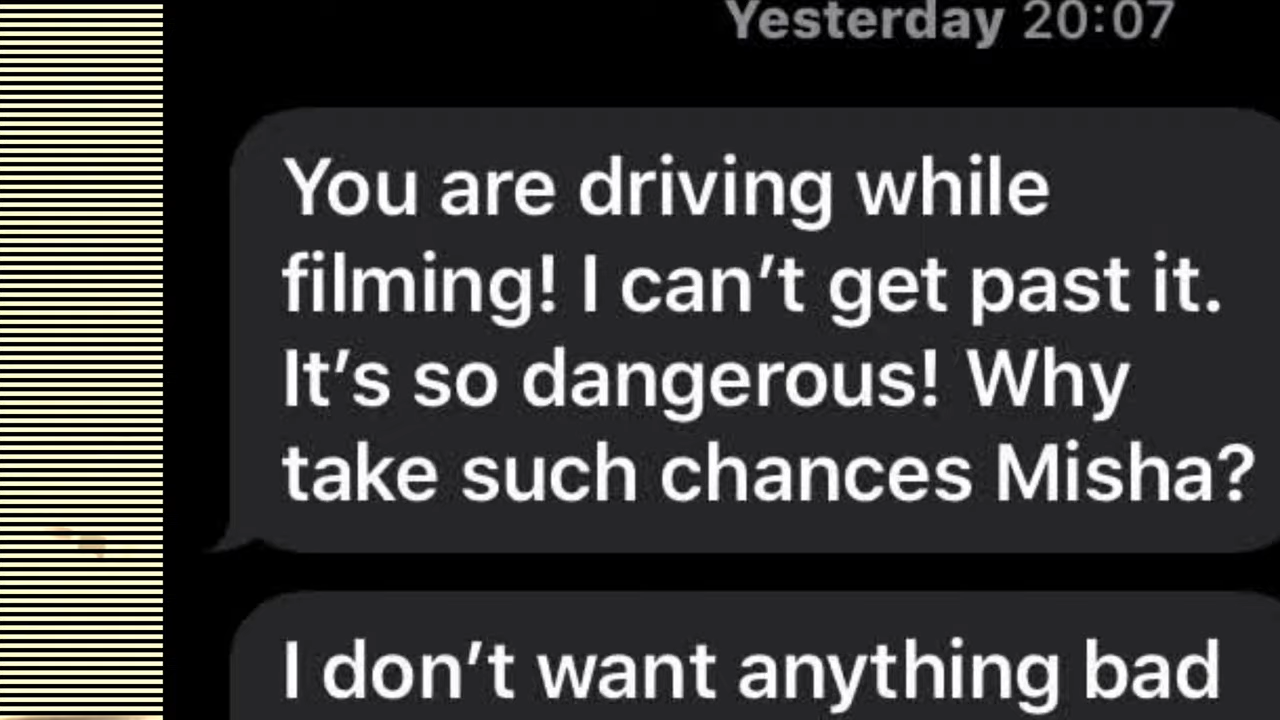 Yesterday 20:07
You are driving while
filming! I can’t get past it.
It’s so dangerous! Why
take such chances Misha?
I don’t want anything bad